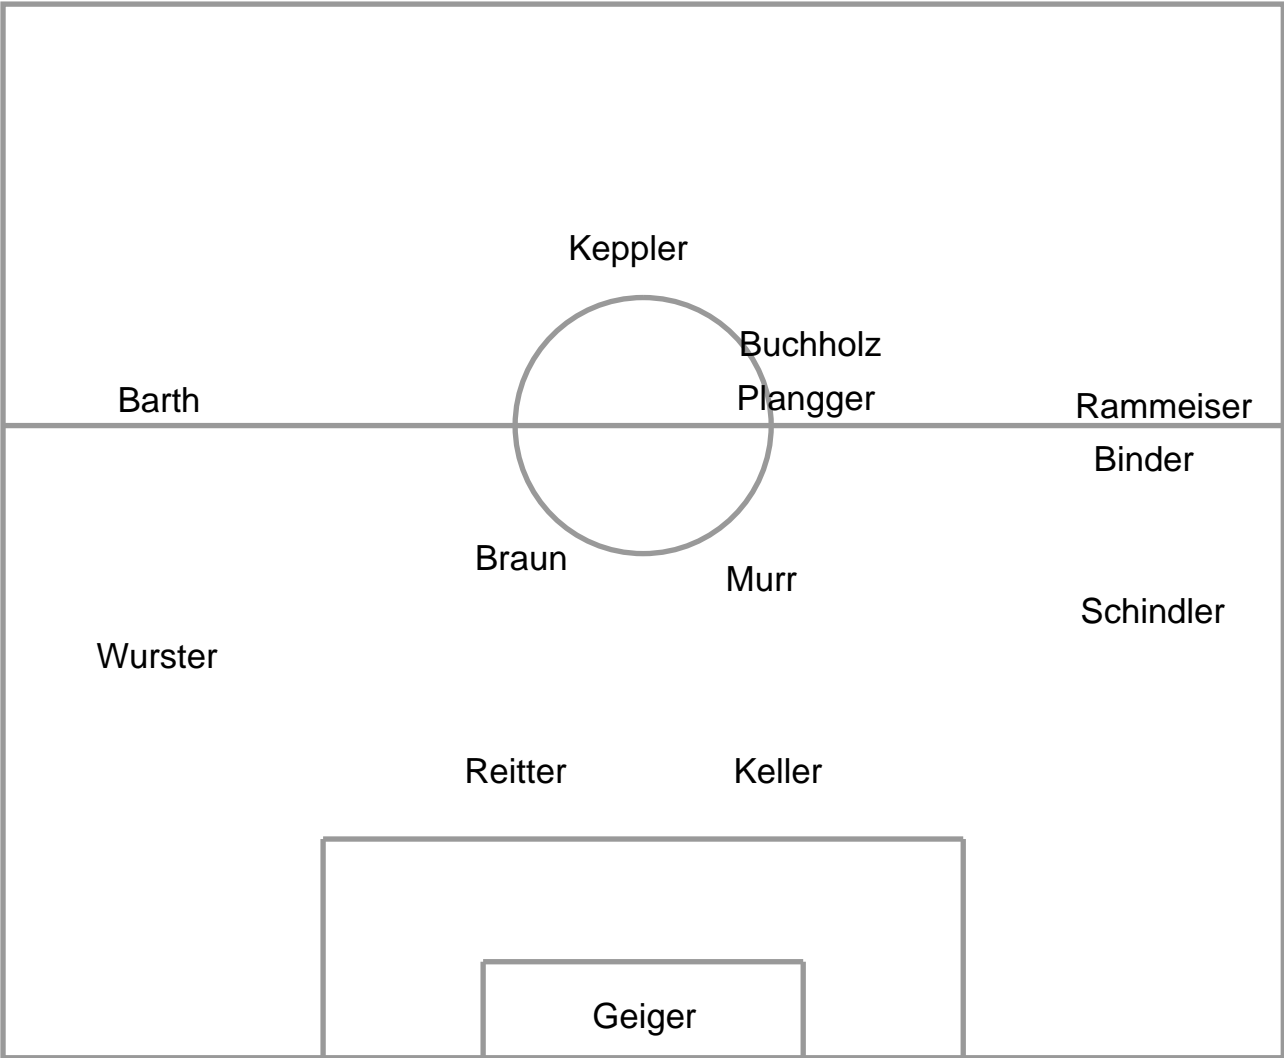 Keppler
Buchholz
Barth
Plangger
Rammeiser
Binder
Braun
Murr
Schindler
Wurster
Reitter
Keller
Geiger